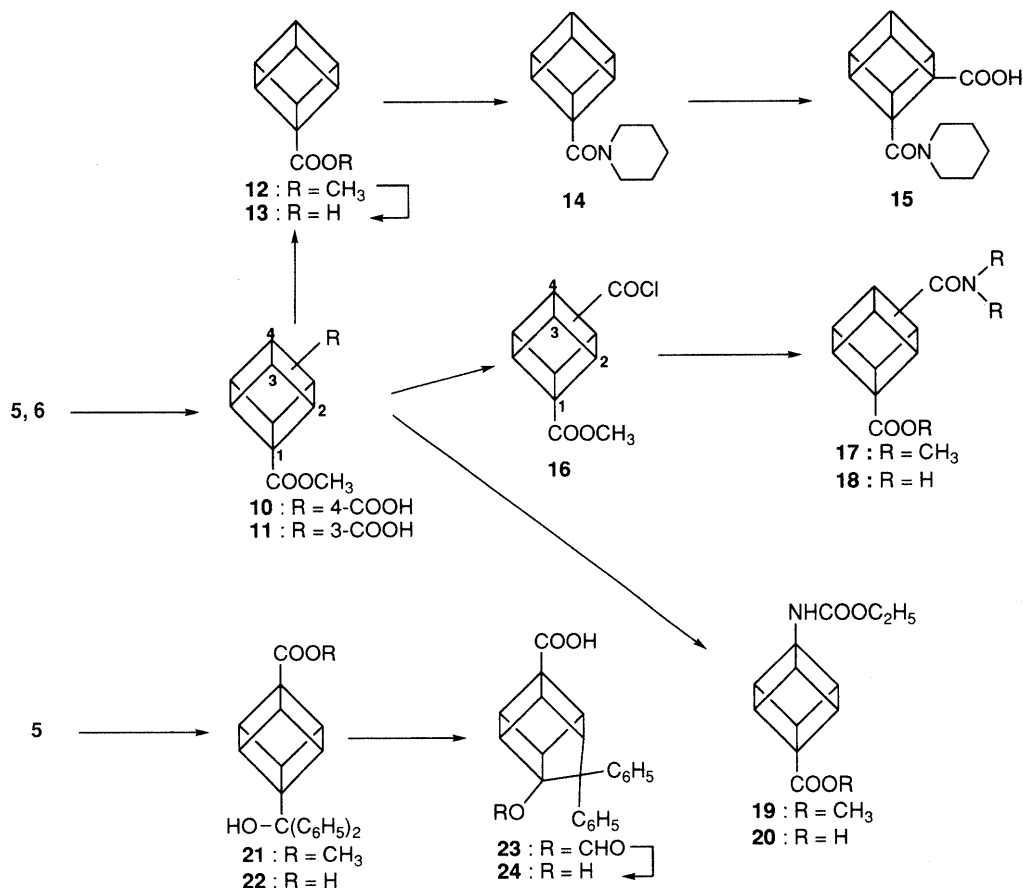 COOR
12 : R = CH₃
13 : R = H
CON
14
COOH
CON
15
5, 6
4
R
3
2
1
COOCH₃
10 : R = 4-COOH
11 : R = 3-COOH
4
COCl
3
2
1
COOCH₃
16
R
CON
R
COOR
17 : R = CH₃
18 : R = H
5
COOR
HO–C(C₆H₅)₂
21 : R = CH₃
22 : R = H
COOH
C₆H₅
RO
C₆H₅
23 : R = CHO
24 : R = H
NHCOOC₂H₅
COOR
19 : R = CH₃
20 : R = H